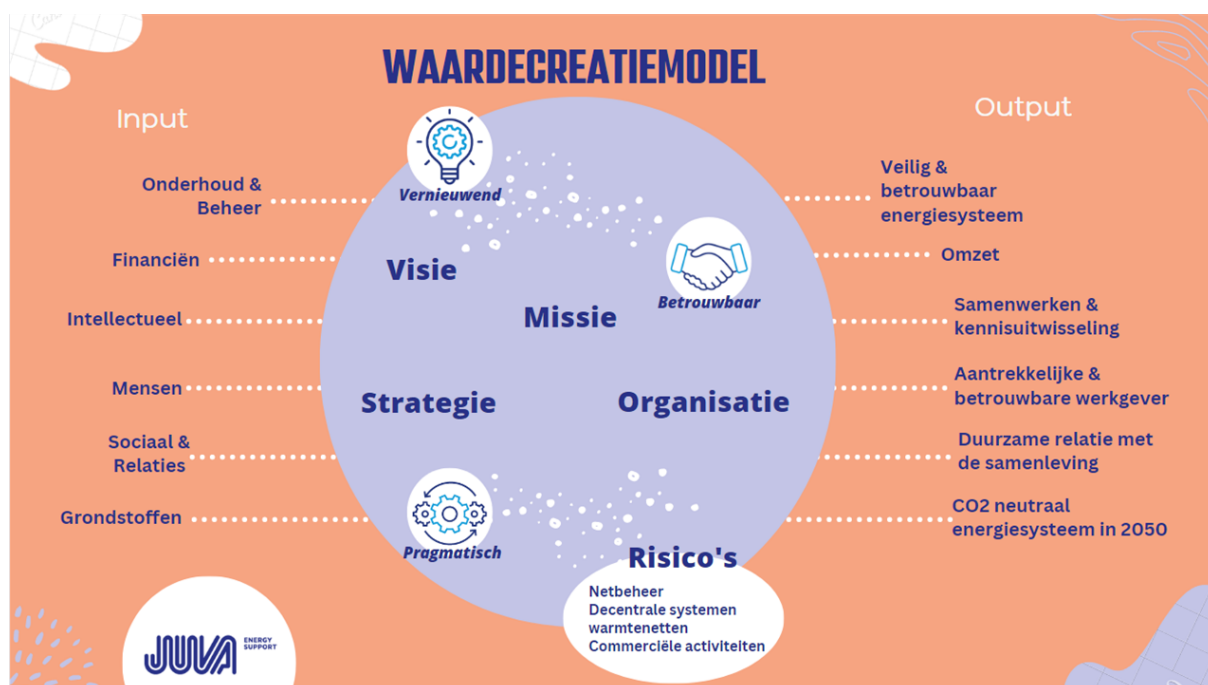 WAARDECREATIEMODEL
Input
Onderhoud &
Beheer
Financiën
Intellectueel
Mensen
Sociaal &
Relaties
Grondstoffen
Vernieuwend
Visie
Missie
Betrouwbaar
Strategie
Organisatie
Pragmatisch
Risico's
Netbeheer
Decentrale systemen
warmtenetten
Commerciële activiteiten
Output
Veilig &
betrouwbaar
energiesysteem
Omzet
Samenwerken &
kennisuitwisseling
Aantrekkelijke &
betrouwbare werkgever
Duurzame relatie met
de samenleving
CO2 neutraal
energiesysteem in 2050
JUVA
ENERGY
SUPPORT